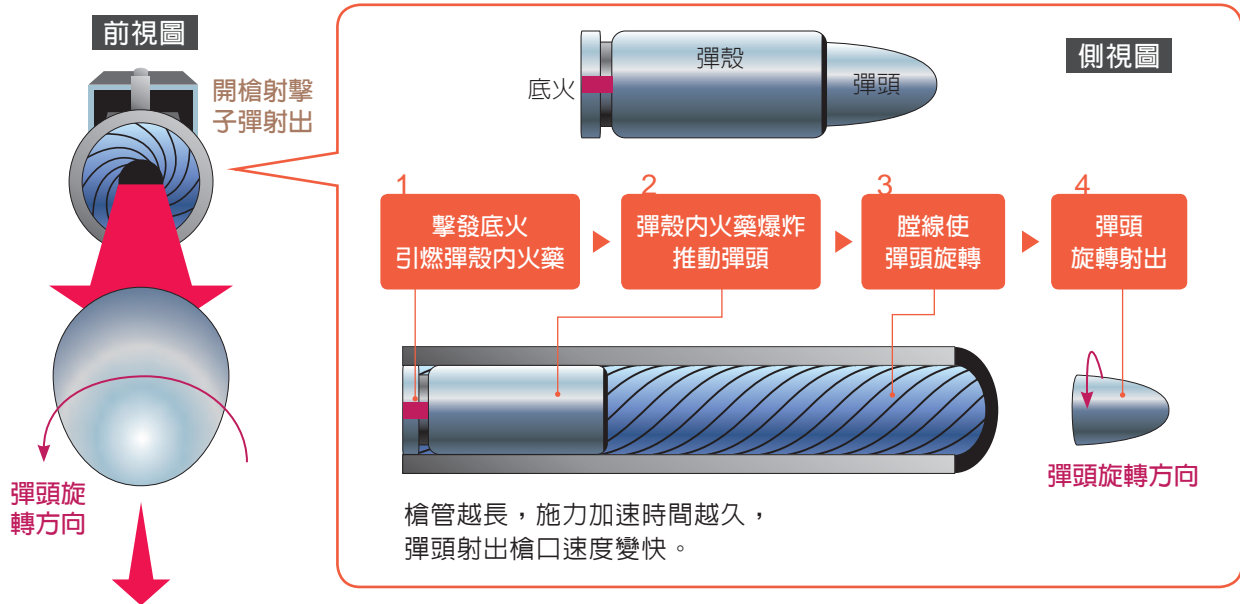 前視圖
開槍射擊
子彈射出
彈頭旋
轉方向
側視圖
底火
彈殼
彈頭
1
擊發底火
引燃彈殼內火藥
2
彈殼內火藥爆炸
推動彈頭
3
膛線使
彈頭旋轉
4
彈頭
旋轉射出
彈頭旋轉方向
槍管越長，施力加速時間越久，
彈頭射出槍口速度變快。